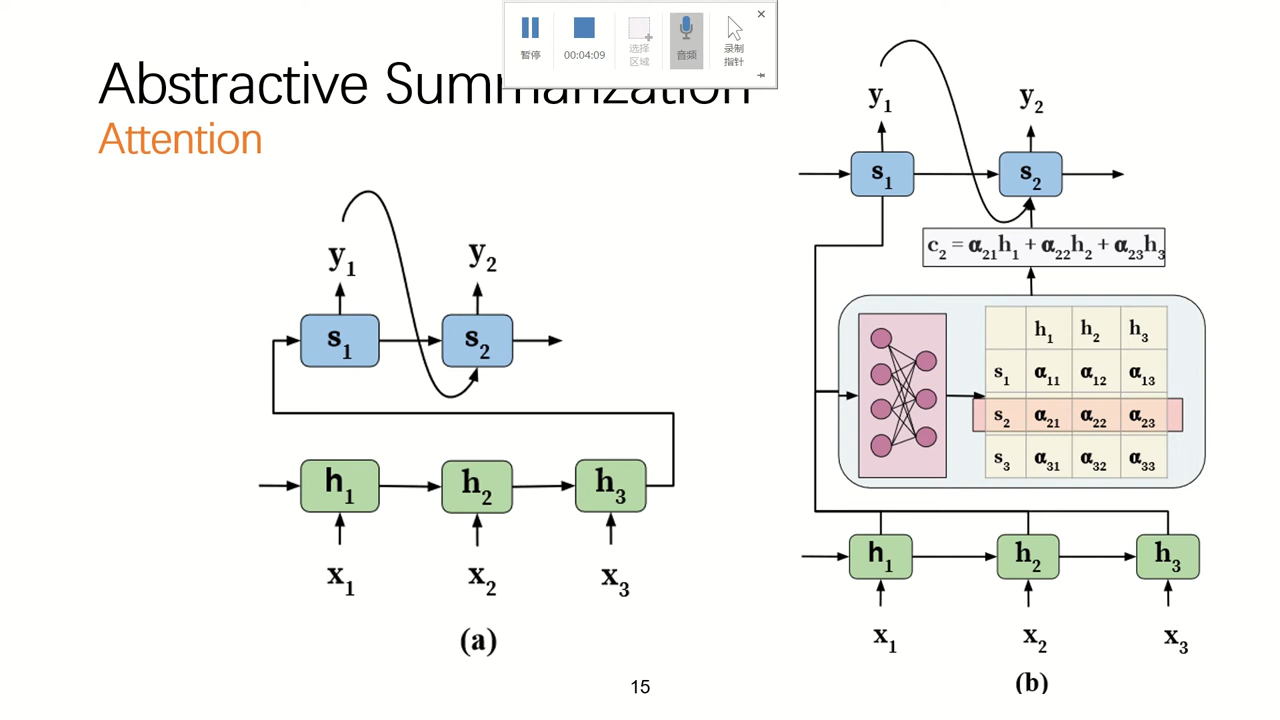 暂停
00:04:09
选择
区域
音频
录制
指针
Abstractive Summarization
Attention
y1 y2
s1 s2
h1 h2 h3
x1 x2 x3
(a)
y1 y2
s1 s2
c2 = α21h1 + α22h2 + α23h3
h1 h2 h3
s1 α11 α12 α13
s2 α21 α22 α23
s3 α31 α32 α33
h1 h2 h3
x1 x2 x3
(b)
15